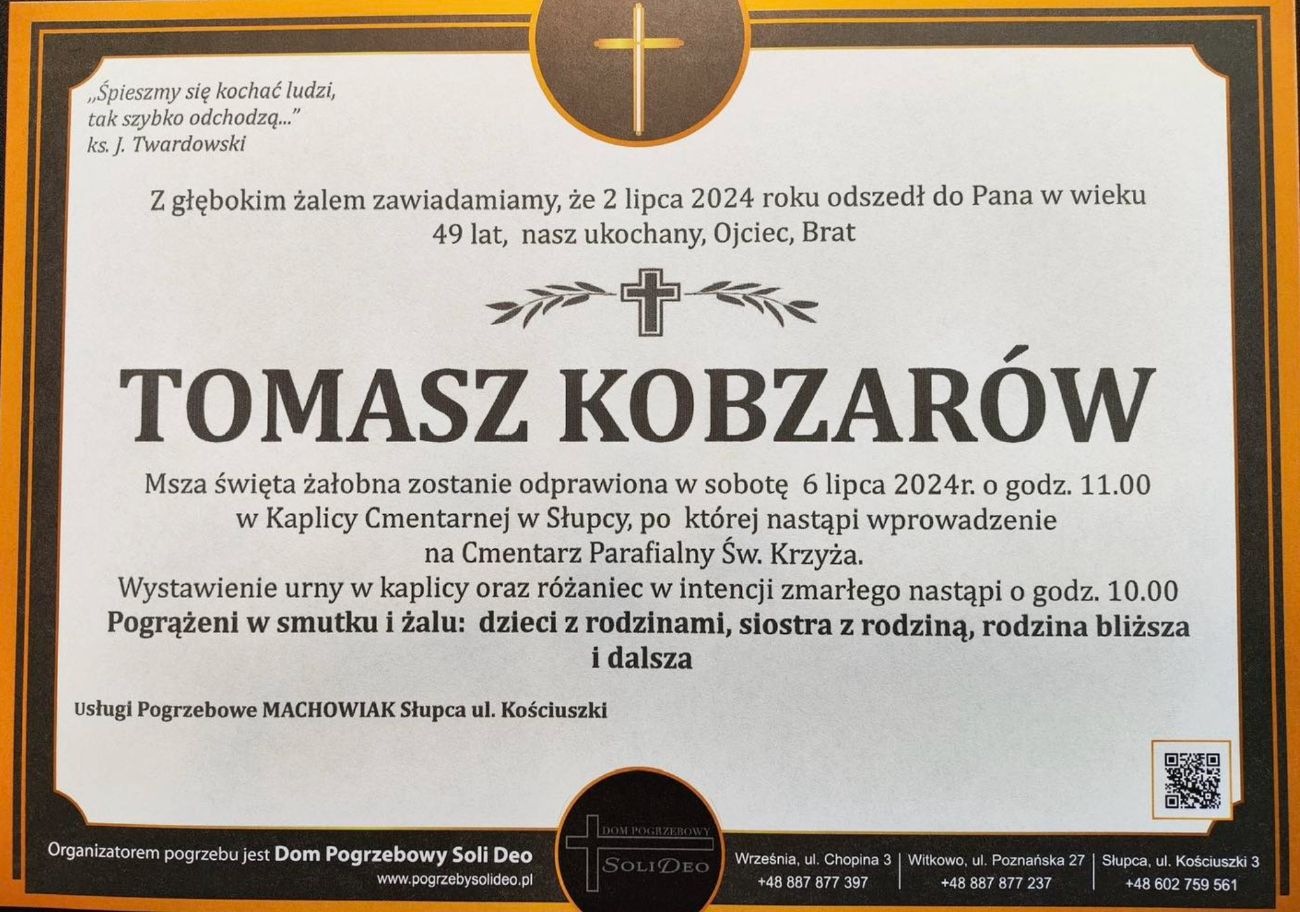 „Śpieszmy się kochać ludzi,
tak szybko odchodzą...”
ks. J. Twardowski
Z głębokim żalem zawiadamiamy, że 2 lipca 2024 roku odszedł do Pana w wieku
49 lat, nasz ukochany, Ojciec, Brat
TOMASZ KOBZARÓW
Msza święta żałobna zostanie odprawiona w sobotę 6 lipca 2024r. o godz. 11.00
w Kaplicy Cmentarnej w Słupcy, po której nastąpi wprowadzenie
na Cmentarz Parafialny Św. Krzyża.
Wystawienie urny w kaplicy oraz różaniec w intencji zmarłego nastąpi o godz. 10.00
Pogrążeni w smutku i żalu: dzieci z rodzinami, siostra z rodziną, rodzina bliższa
i dalsza
Usługi Pogrzebowe MACHOWIAK Słupca ul. Kościuszki
Organizatorem pogrzebu jest Dom Pogrzebowy Soli Deo
www.pogrzebysolideo.pl
DOM POGRZEBOWY
SOLI DEO
Września, ul. Chopina 3
+48 887 877 397
Witkowo, ul. Poznańska 27
+48 887 877 237
Słupca, ul. Kościuszki 3
+48 602 759 561